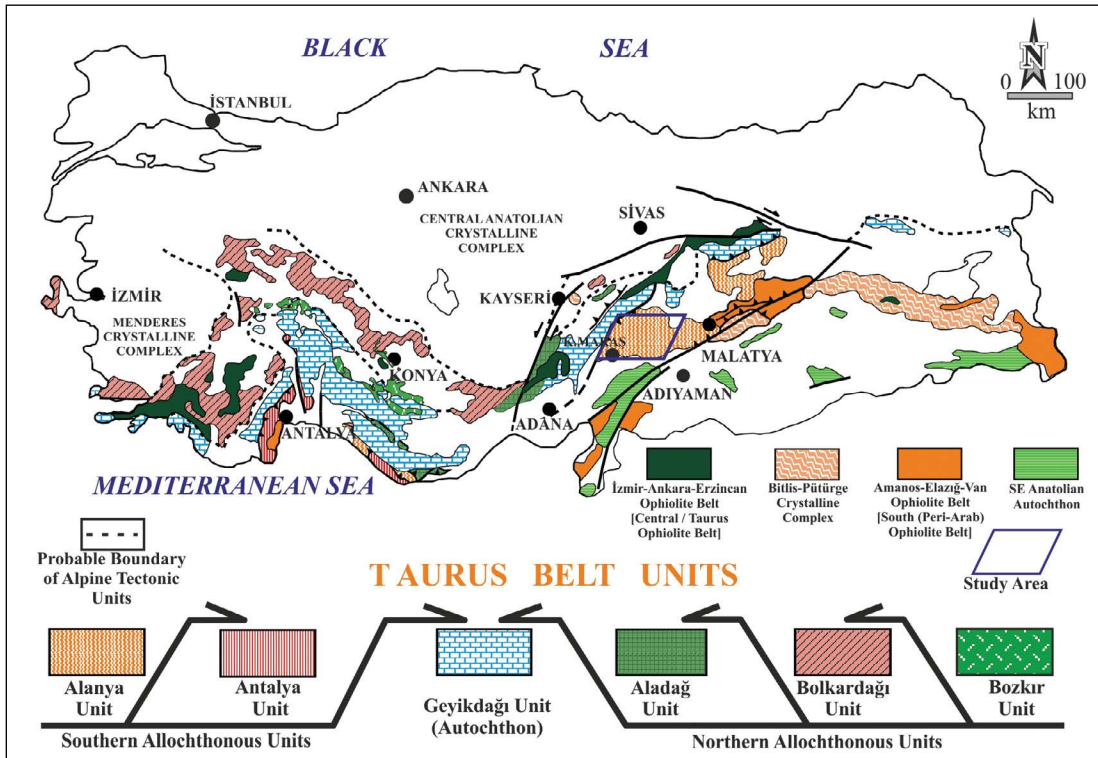 BLACK SEA
N
0 100
km
İSTANBUL
ANKARA
CENTRAL ANATOLIAN
CRYSTALLINE
COMPLEX
SİVAS
İZMİR
KAYSERİ
MENDERES
CRYSTALLINE
COMPLEX
K.MARAŞ
MALATYA
KONYA
ADIYAMAN
ADANA
ANTALYA
MEDITERRANEAN SEA
İzmir-Ankara-Erzincan
Ophiolite Belt
[Central / Taurus
Ophiolite Belt]
Bitlis-Pütürge
Crystalline
Complex
Amanos-Elazığ-Van
Ophiolite Belt
[South (Peri-Arab)
Ophiolite Belt]
SE Anatolian
Autochthon
Probable Boundary
of Alpine Tectonic
Units
Study Area
TAURUS BELT UNITS
Alanya
Unit
Antalya
Unit
Geyikdağı Unit
(Autochthon)
Aladağ
Unit
Bolkardağı
Unit
Bozkır
Unit
Southern Allochthonous Units
Northern Allochthonous Units